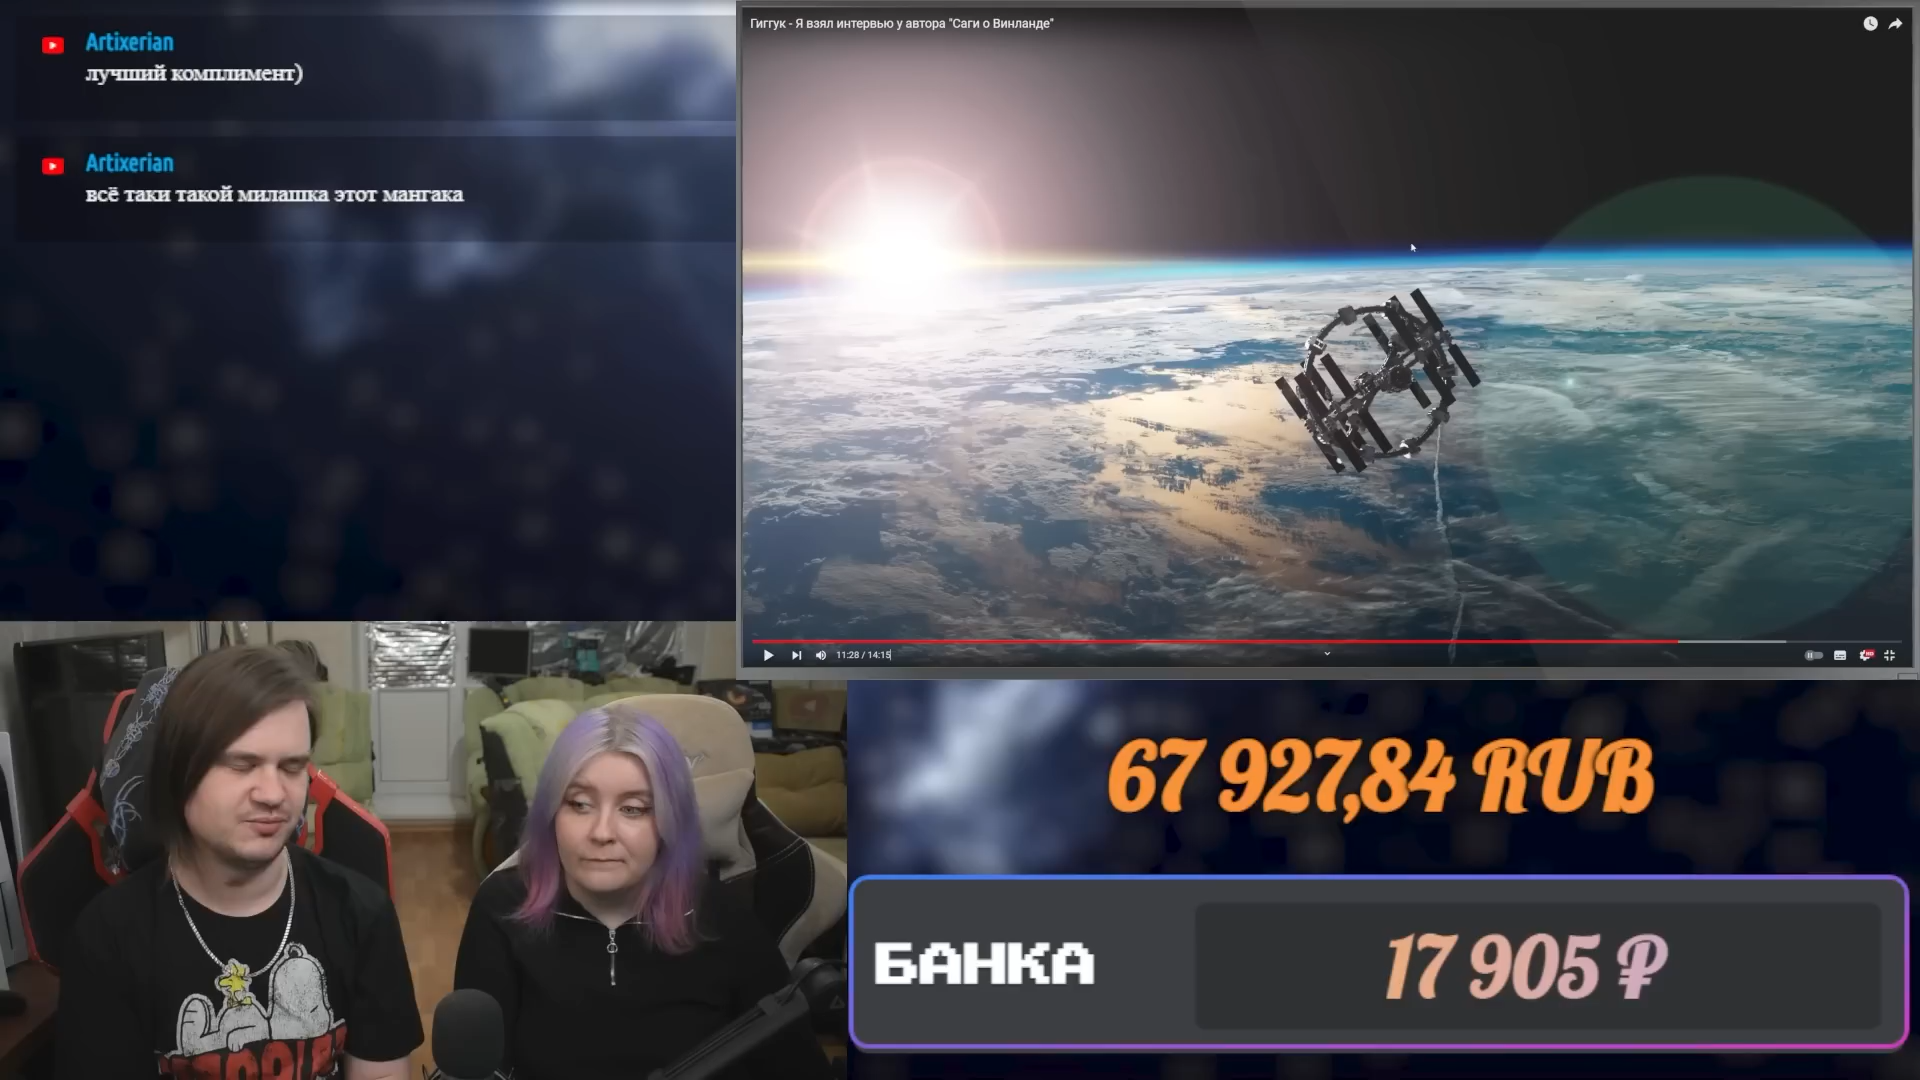 Artixerian
лучший комплимент)
Artixerian
всё таки такой милашка этот мангака
Гиггук - Я взял интервью у автора "Саги о Винланде"
11:28 / 14:15
67 927,84 RUB
БАНКА
17 905 ₽